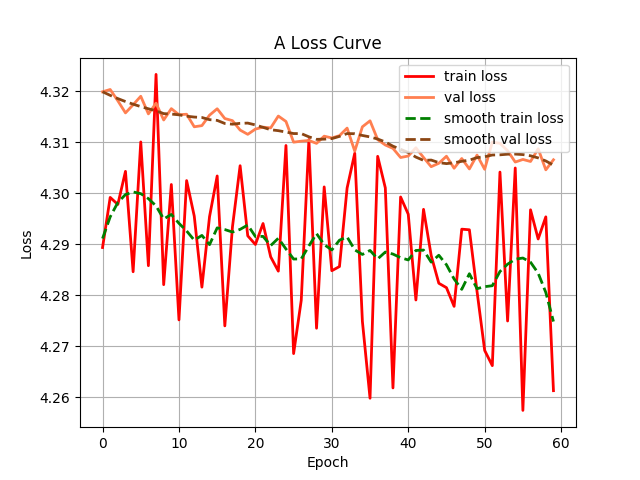 A Loss Curve
train loss
val loss
smooth train loss
smooth val loss
Loss
4.32
4.31
4.30
4.29
4.28
4.27
4.26
0 10 20 30 40 50 60
Epoch